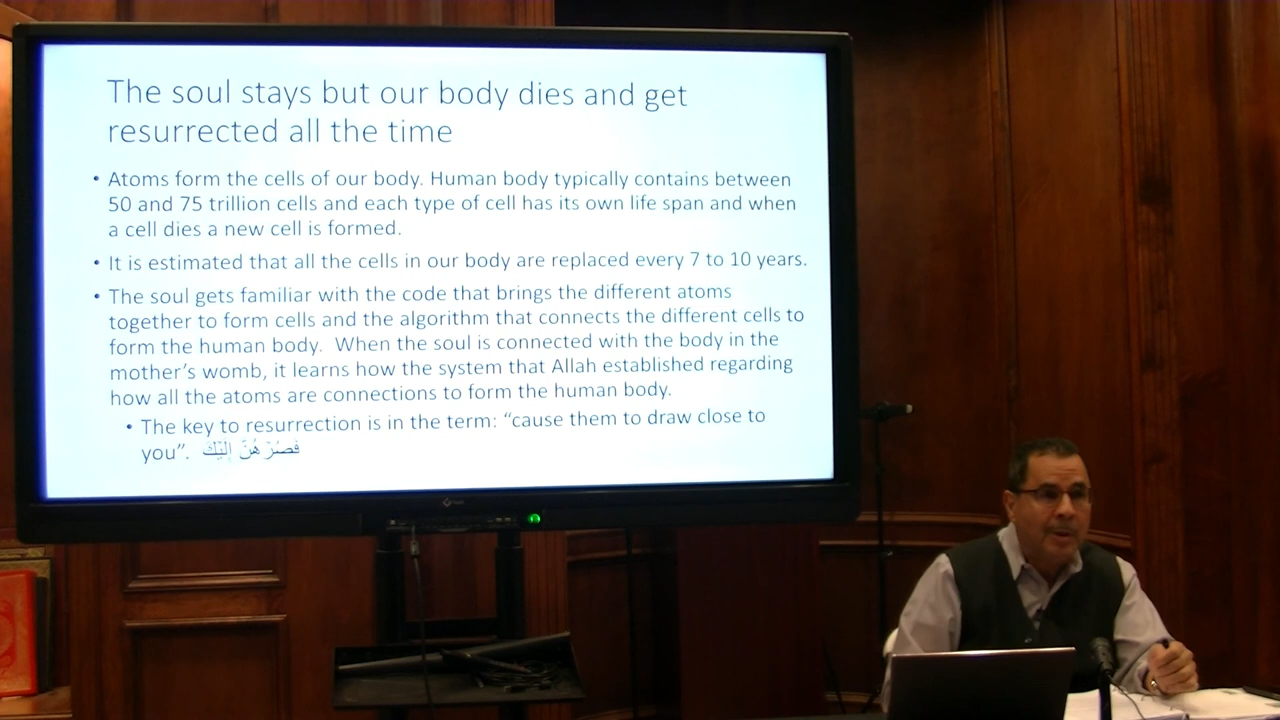 The soul stays but our body dies and get
resurrected all the time
• Atoms form the cells of our body. Human body typically contains between
50 and 75 trillion cells and each type of cell has its own life span and when
a cell dies a new cell is formed.
• It is estimated that all the cells in our body are replaced every 7 to 10 years.
• The soul gets familiar with the code that brings the different atoms
together to form cells and the algorithm that connects the different cells to
form the human body. When the soul is connected with the body in the
mother's womb, it learns how the system that Allah established regarding
how all the atoms are connections to form the human body.
• The key to resurrection is in the term: “cause them to draw close to
you”. فَصُرْ هُنَّ إِلَيْكَ